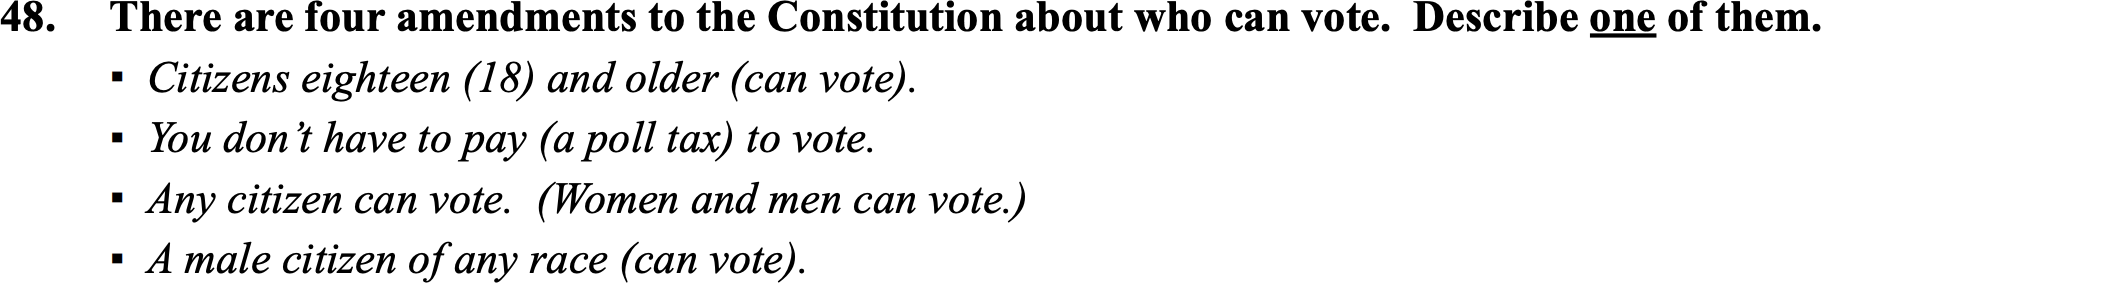 48. There are four amendments to the Constitution about who can vote. Describe one of them.
▪ Citizens eighteen (18) and older (can vote).
▪ You don’t have to pay (a poll tax) to vote.
▪ Any citizen can vote. (Women and men can vote.)
▪ A male citizen of any race (can vote).